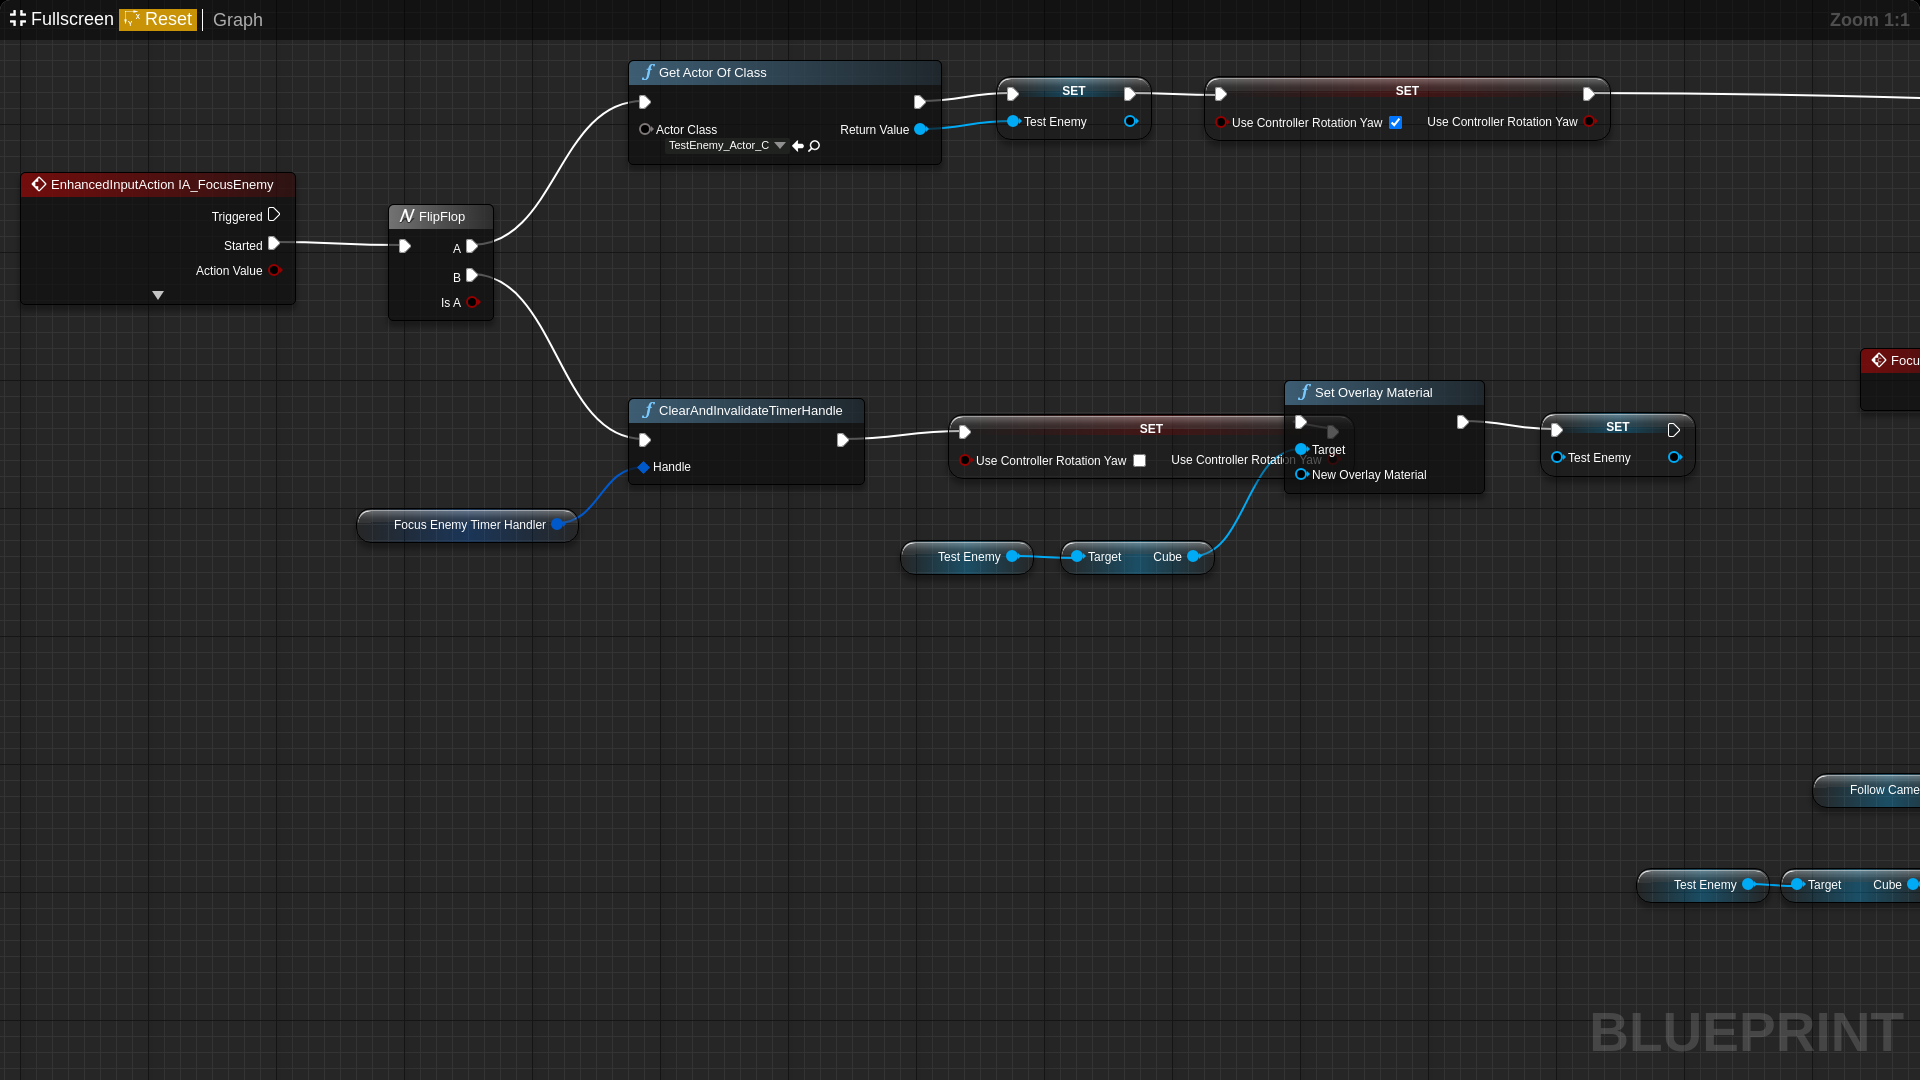 Fullscreen Reset Graph
Zoom 1:1
Get Actor Of Class
Actor Class
Return Value
TestEnemy_Actor_C
SET
Test Enemy
SET
Use Controller Rotation Yaw
Use Controller Rotation Yaw
EnhancedInputAction IA_FocusEnemy
Triggered
Started
Action Value
FlipFlop
A
B
Is A
Focu
ClearAndInvalidateTimerHandle
Handle
Focus Enemy Timer Handler
SET
Use Controller Rotation Yaw
Use Controller Rotation Yaw
Set Overlay Material
Target
New Overlay Material
SET
Test Enemy
Test Enemy
Target
Cube
Follow Came
Test Enemy
Target
Cube
BLUEPRINT